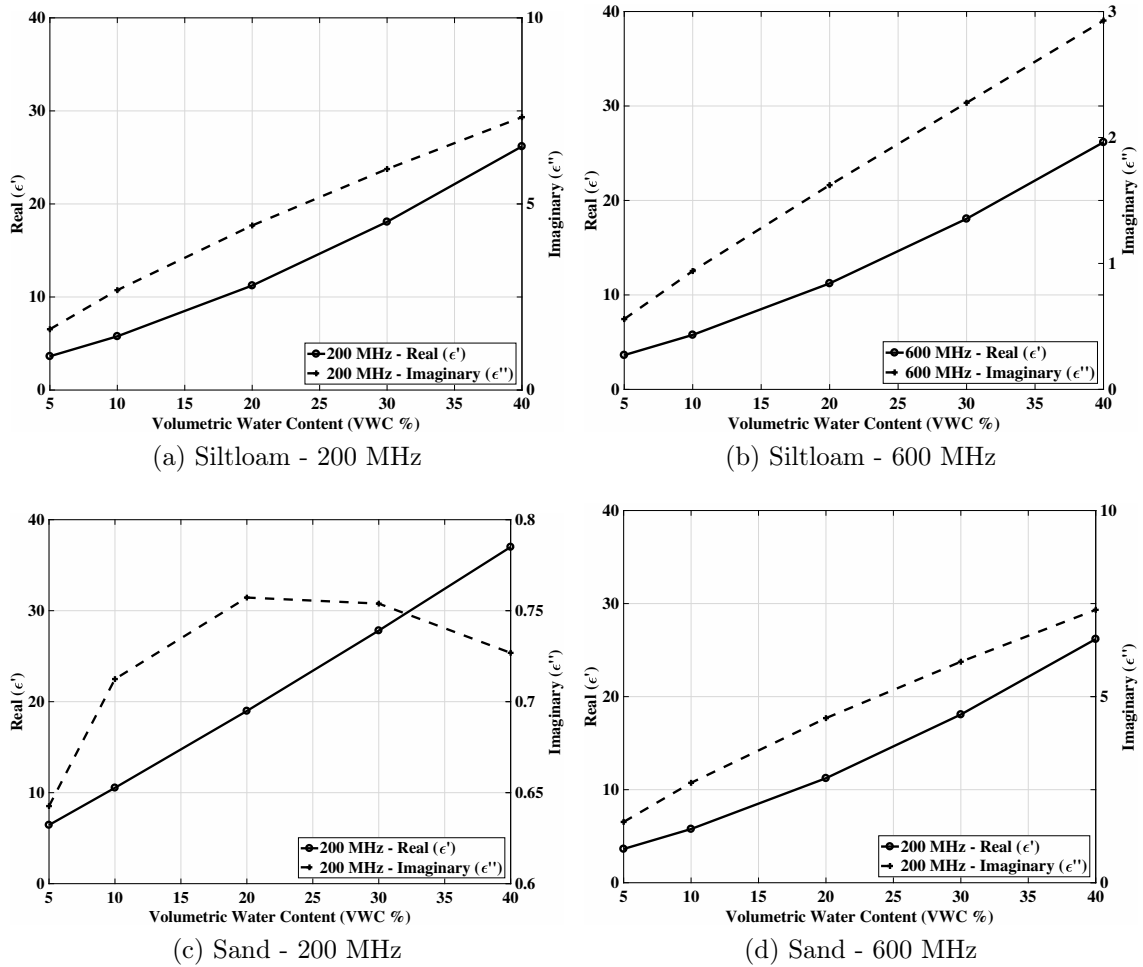 40
30
20
10
0
10
5
0
5 10 15 20 25 30 35 40
Real (ϵ')
Imaginary (ϵ'')
Volumetric Water Content (VWC %)
200 MHz - Real (ϵ')
200 MHz - Imaginary (ϵ'')
(a) Siltloam - 200 MHz
40
30
20
10
0
3
2
1
0
5 10 15 20 25 30 35 40
Real (ϵ')
Imaginary (ϵ'')
Volumetric Water Content (VWC %)
600 MHz - Real (ϵ')
600 MHz - Imaginary (ϵ'')
(b) Siltloam - 600 MHz
40
30
20
10
0
0.8
0.75
0.7
0.65
0.6
5 10 15 20 25 30 35 40
Real (ϵ')
Imaginary (ϵ'')
Volumetric Water Content (VWC %)
200 MHz - Real (ϵ')
200 MHz - Imaginary (ϵ'')
(c) Sand - 200 MHz
40
30
20
10
0
10
5
0
5 10 15 20 25 30 35 40
Real (ϵ')
Imaginary (ϵ'')
Volumetric Water Content (VWC %)
200 MHz - Real (ϵ')
200 MHz - Imaginary (ϵ'')
(d) Sand - 600 MHz